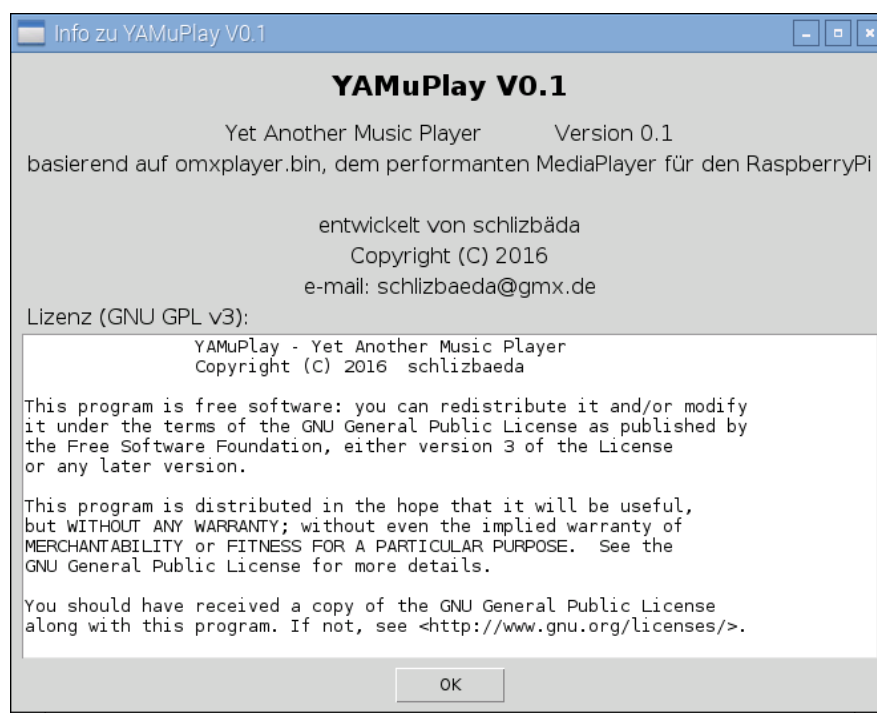 Info zu YAMuPlay V0.1
YAMuPlay V0.1
Yet Another Music Player Version 0.1
basierend auf omxplayer.bin, dem performanten MediaPlayer für den RaspberryPi
entwickelt von schlizbäda
Copyright (C) 2016
e-mail: schlizbaeda@gmx.de
Lizenz (GNU GPL v3):
YAMuPlay - Yet Another Music Player
Copyright (C) 2016 schlizbaeda
This program is free software: you can redistribute it and/or modify
it under the terms of the GNU General Public License as published by
the Free Software Foundation, either version 3 of the License
or any later version.
This program is distributed in the hope that it will be useful,
but WITHOUT ANY WARRANTY; without even the implied warranty of
MERCHANTABILITY or FITNESS FOR A PARTICULAR PURPOSE. See the
GNU General Public License for more details.
You should have received a copy of the GNU General Public License
along with this program. If not, see <http://www.gnu.org/licenses/>.
OK